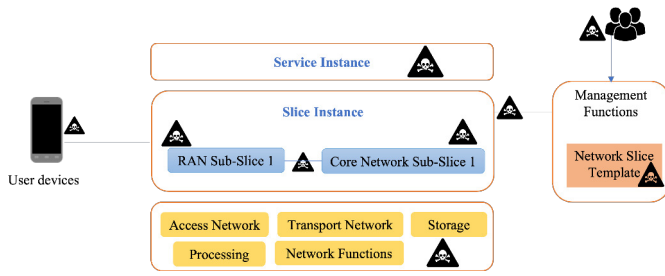 Service Instance
Slice Instance
RAN Sub-Slice 1
Core Network Sub-Slice 1
User devices
Management
Functions
Network Slice
Template
Access Network
Transport Network
Storage
Processing
Network Functions